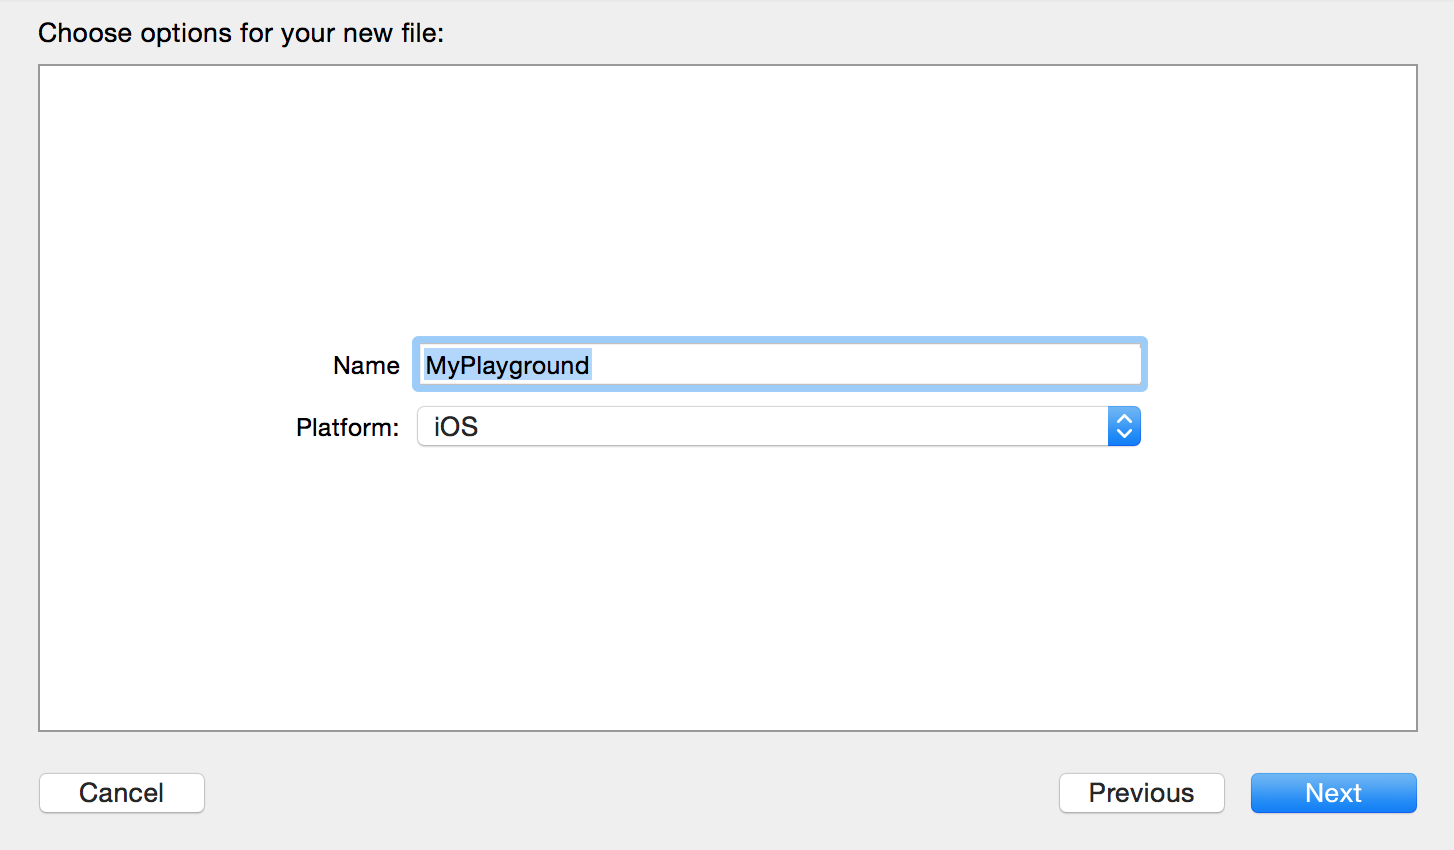 Choose options for your new file:
Name MyPlayground
Platform: iOS
Cancel Previous Next